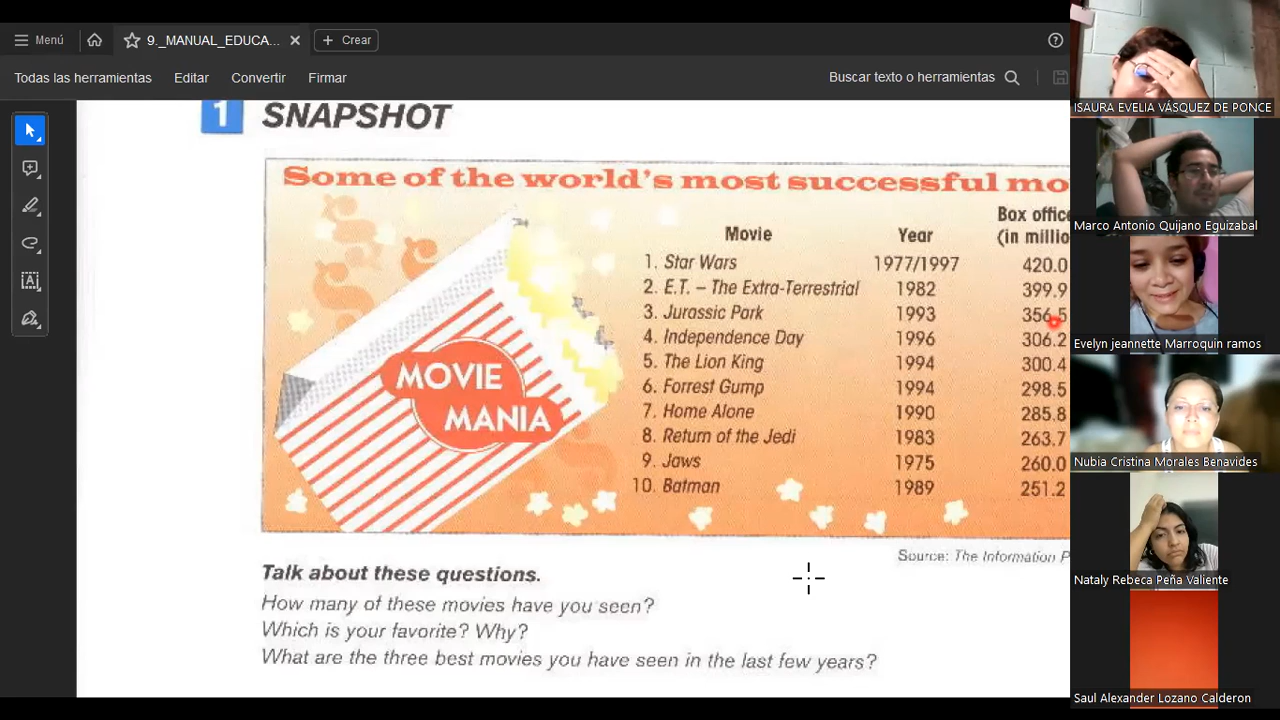 Menú
9._MANUAL_EDUCA...
Crear
Todas las herramientas
Editar
Convertir
Firmar
Buscar texto o herramientas
1 SNAPSHOT
Some of the world's most successful mo
Box office
Movie Year (in millio
1. Star Wars 1977/1997 420.0
2. E.T. – The Extra-Terrestrial 1982 399.9
3. Jurassic Park 1993 356.5
4. Independence Day 1996 306.2
5. The Lion King 1994 300.4
6. Forrest Gump 1994 298.5
7. Home Alone 1990 285.8
8. Return of the Jedi 1983 263.7
9. Jaws 1975 260.0
10. Batman 1989 251.2
MOVIE
MANIA
Source: The Information P
Talk about these questions.
How many of these movies have you seen?
Which is your favorite? Why?
What are the three best movies you have seen in the last few years?
ISAURA EVELIA VÁSQUEZ DE PONCE
Marco Antonio Quijano Eguizabal
Evelyn jeannette Marroquin ramos
Nubia Cristina Morales Benavides
Nataly Rebeca Peña Valiente
Saul Alexander Lozano Calderon